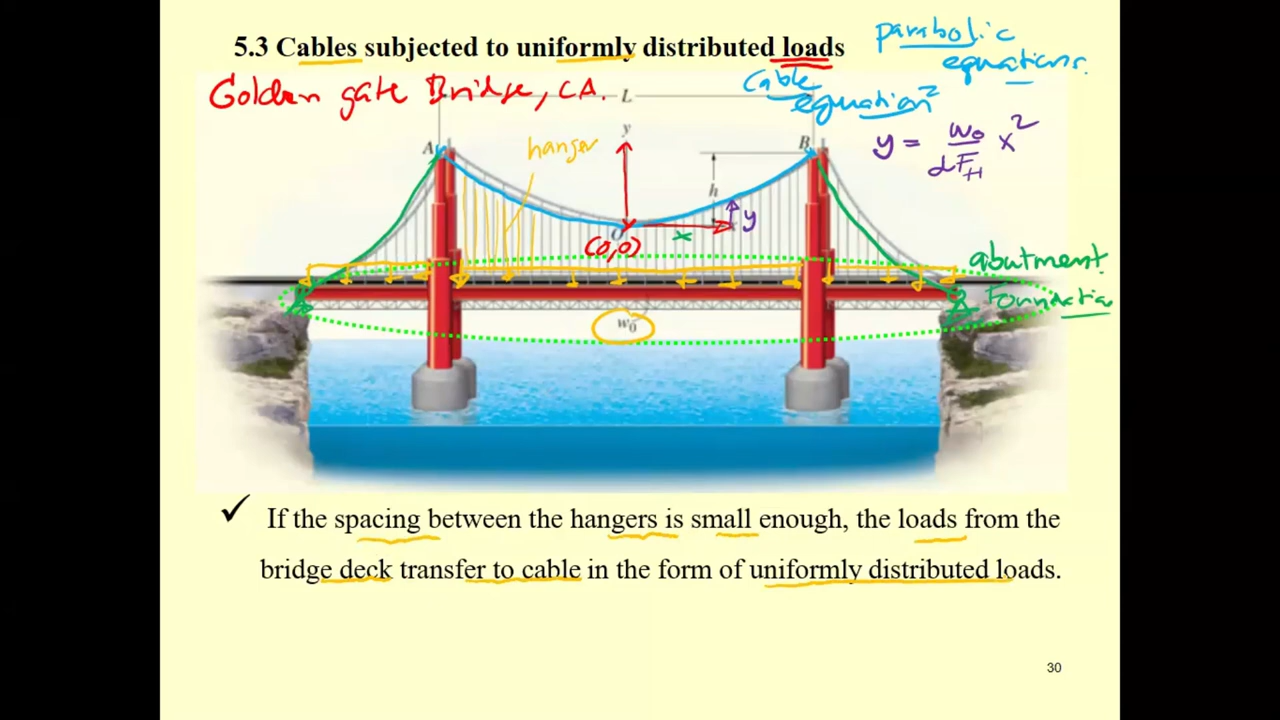 5.3 Cables subjected to uniformly distributed loads
parabolic
equations.
Golden gate Bridge, CA.
L
Cable
equation
y = w₀ x²
2F_H
y
A
hanger
B
h
y
O
x
(0,0)
abutment
Foundation
w₀
✓ If the spacing between the hangers is small enough, the loads from the
bridge deck transfer to cable in the form of uniformly distributed loads.
30